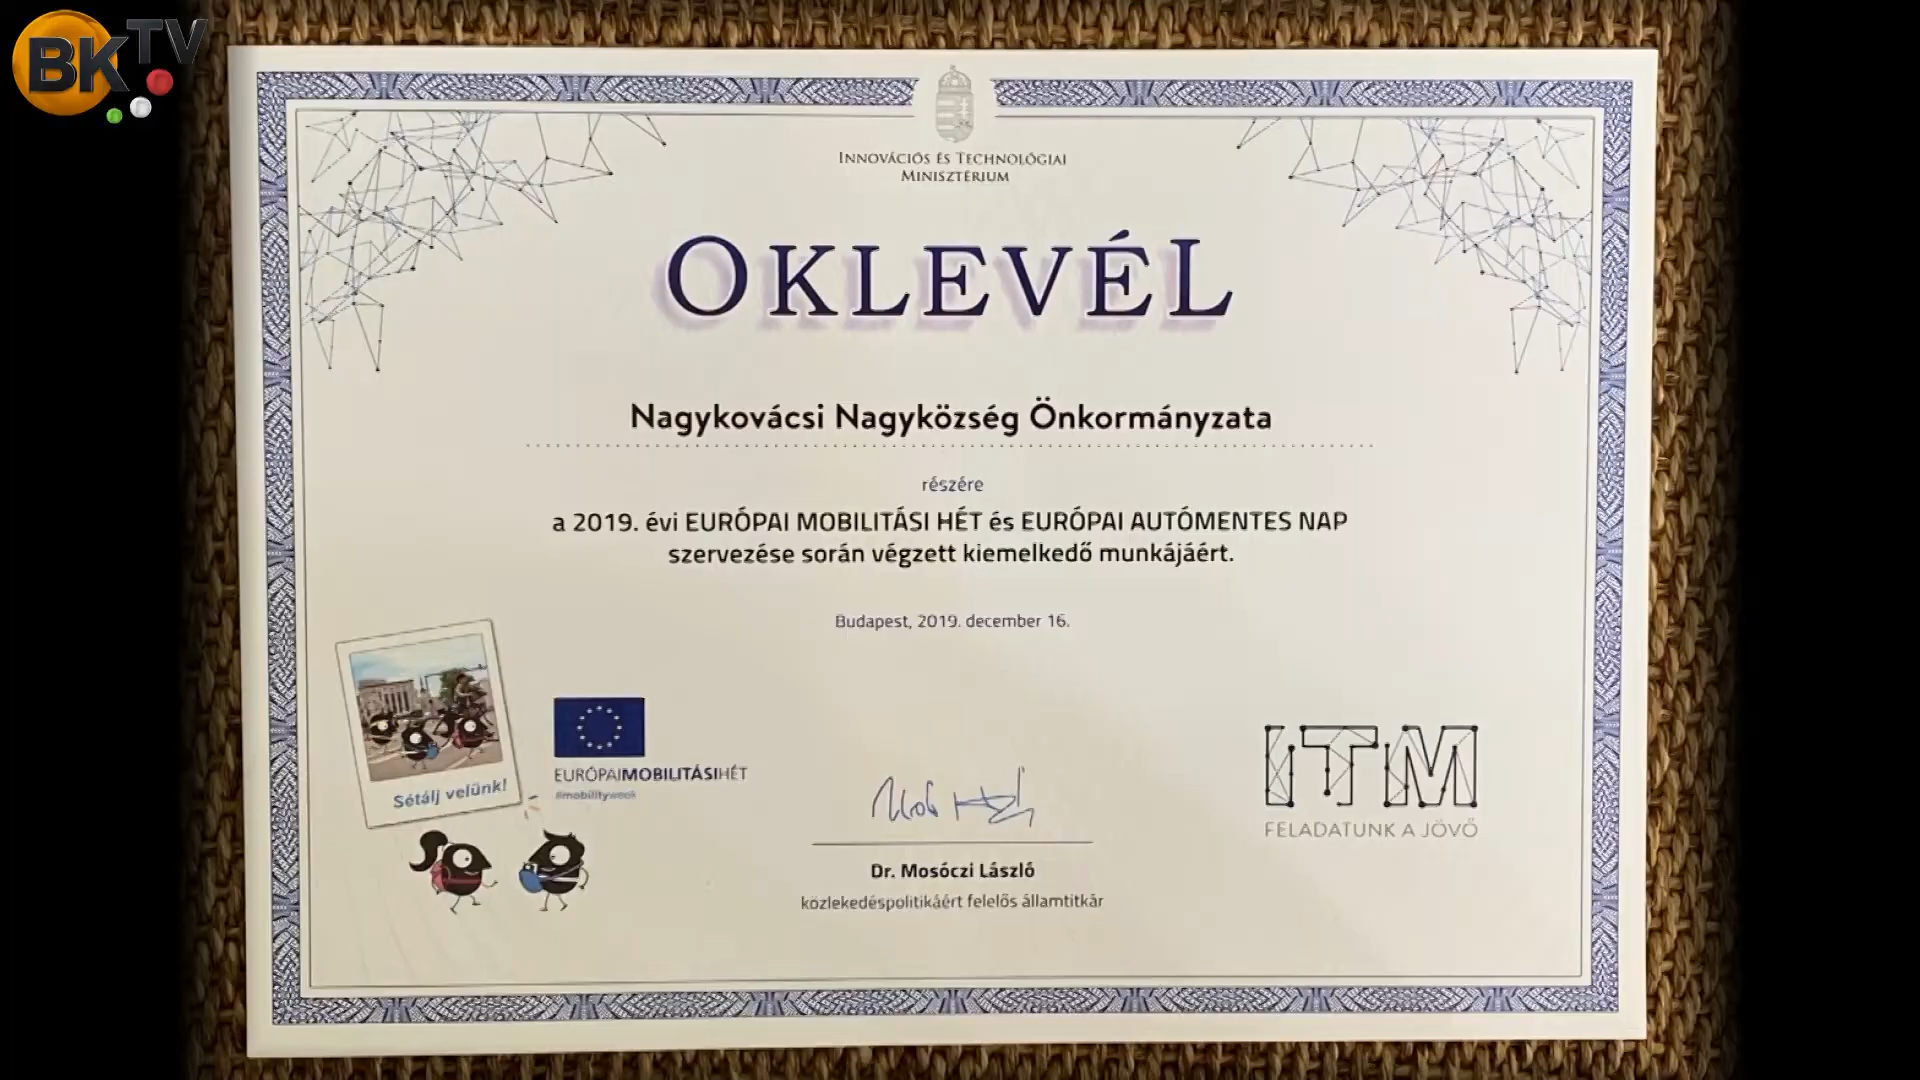 BKTV
INNOVÁCIÓS ÉS TECHNOLÓGIAI
MINISZTÉRIUM
OKLEVÉL
Nagykovácsi Nagyközség Önkormányzata
részére
a 2019. évi EURÓPAI MOBILITÁSI HÉT és EURÓPAI AUTÓMENTES NAP
szervezése során végzett kiemelkedő munkájáért.
Budapest, 2019. december 16.
Sétálj velünk!
EURÓPAIMOBILITÁSIHÉT
#mobilityweek
Dr. Mosóczi László
közlekedéspolitikáért felelős államtitkár
ITM
FELADATUNK A JÖVŐ